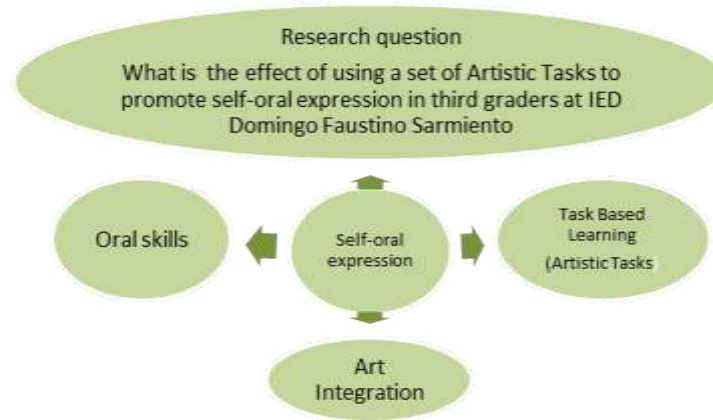 Research question
What is the effect of using a set of Artistic Tasks to
promote self-oral expression in third graders at IED
Domingo Faustino Sarmiento
Oral skills
Self-oral
expression
Task Based
Learning
(Artistic Tasks)
Art
Integration